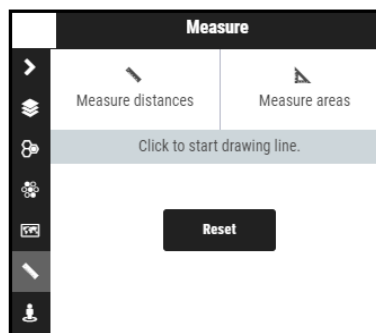 Measure
Measure distances
Measure areas
Click to start drawing line.
Reset